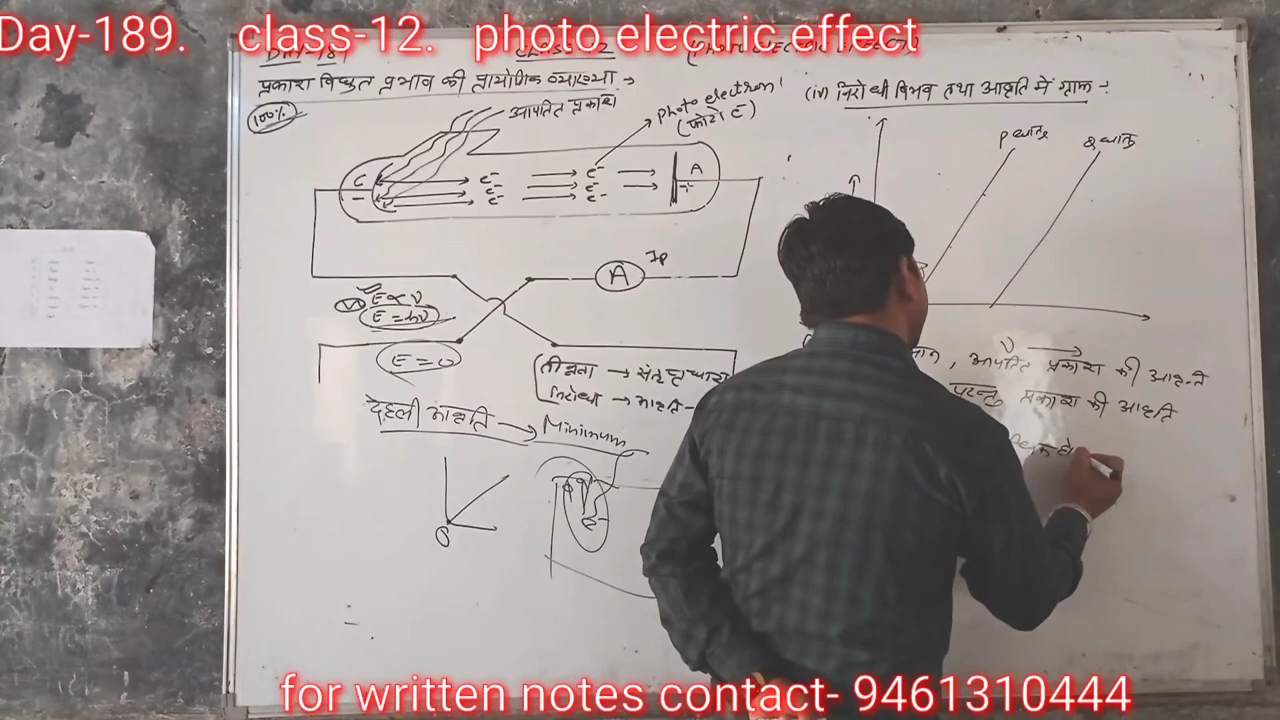 Day-189. class-12. photo electric effect
प्रकाश विद्युत प्रभाव की प्रायोगिक व्याख्या →
100%
आपतित प्रकाश
photo electron
(फोटो e⁻)
C
A
e⁻ e⁻
e⁻ e⁻
e⁻ e⁻
A Ip
E ∝ ν
E = hν
E = 0
तीव्रता →
निरोधी → आवृत्ति -
देहली आवृत्ति → Minimum
O
(iv) निरोधी विभव तथा आवृति में ग्राफ -:
P धातु
Q धातु
ν →
, आपतित प्रकाश की आवृति
परन्तु प्रकाश की आवृति
for written notes contact- 9461310444